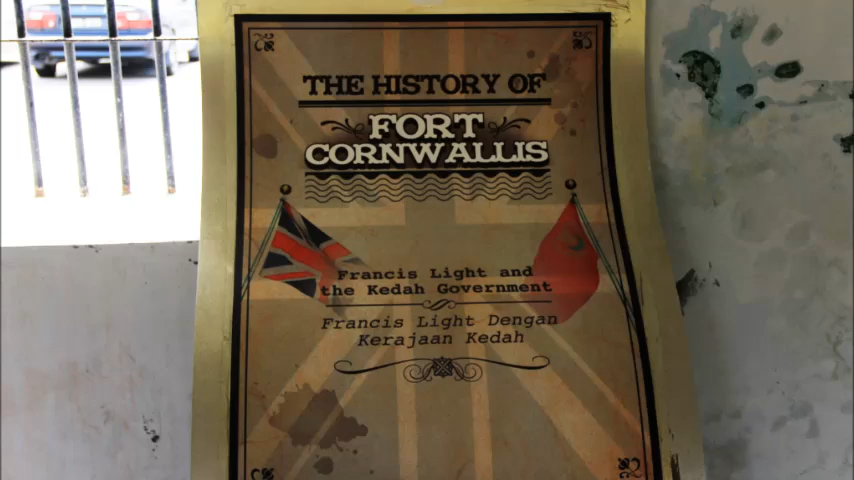 THE HISTORY OF
FORT
CORNWALLIS
Francis Light and
the Kedah Government
Francis Light Dengan
Kerajaan Kedah